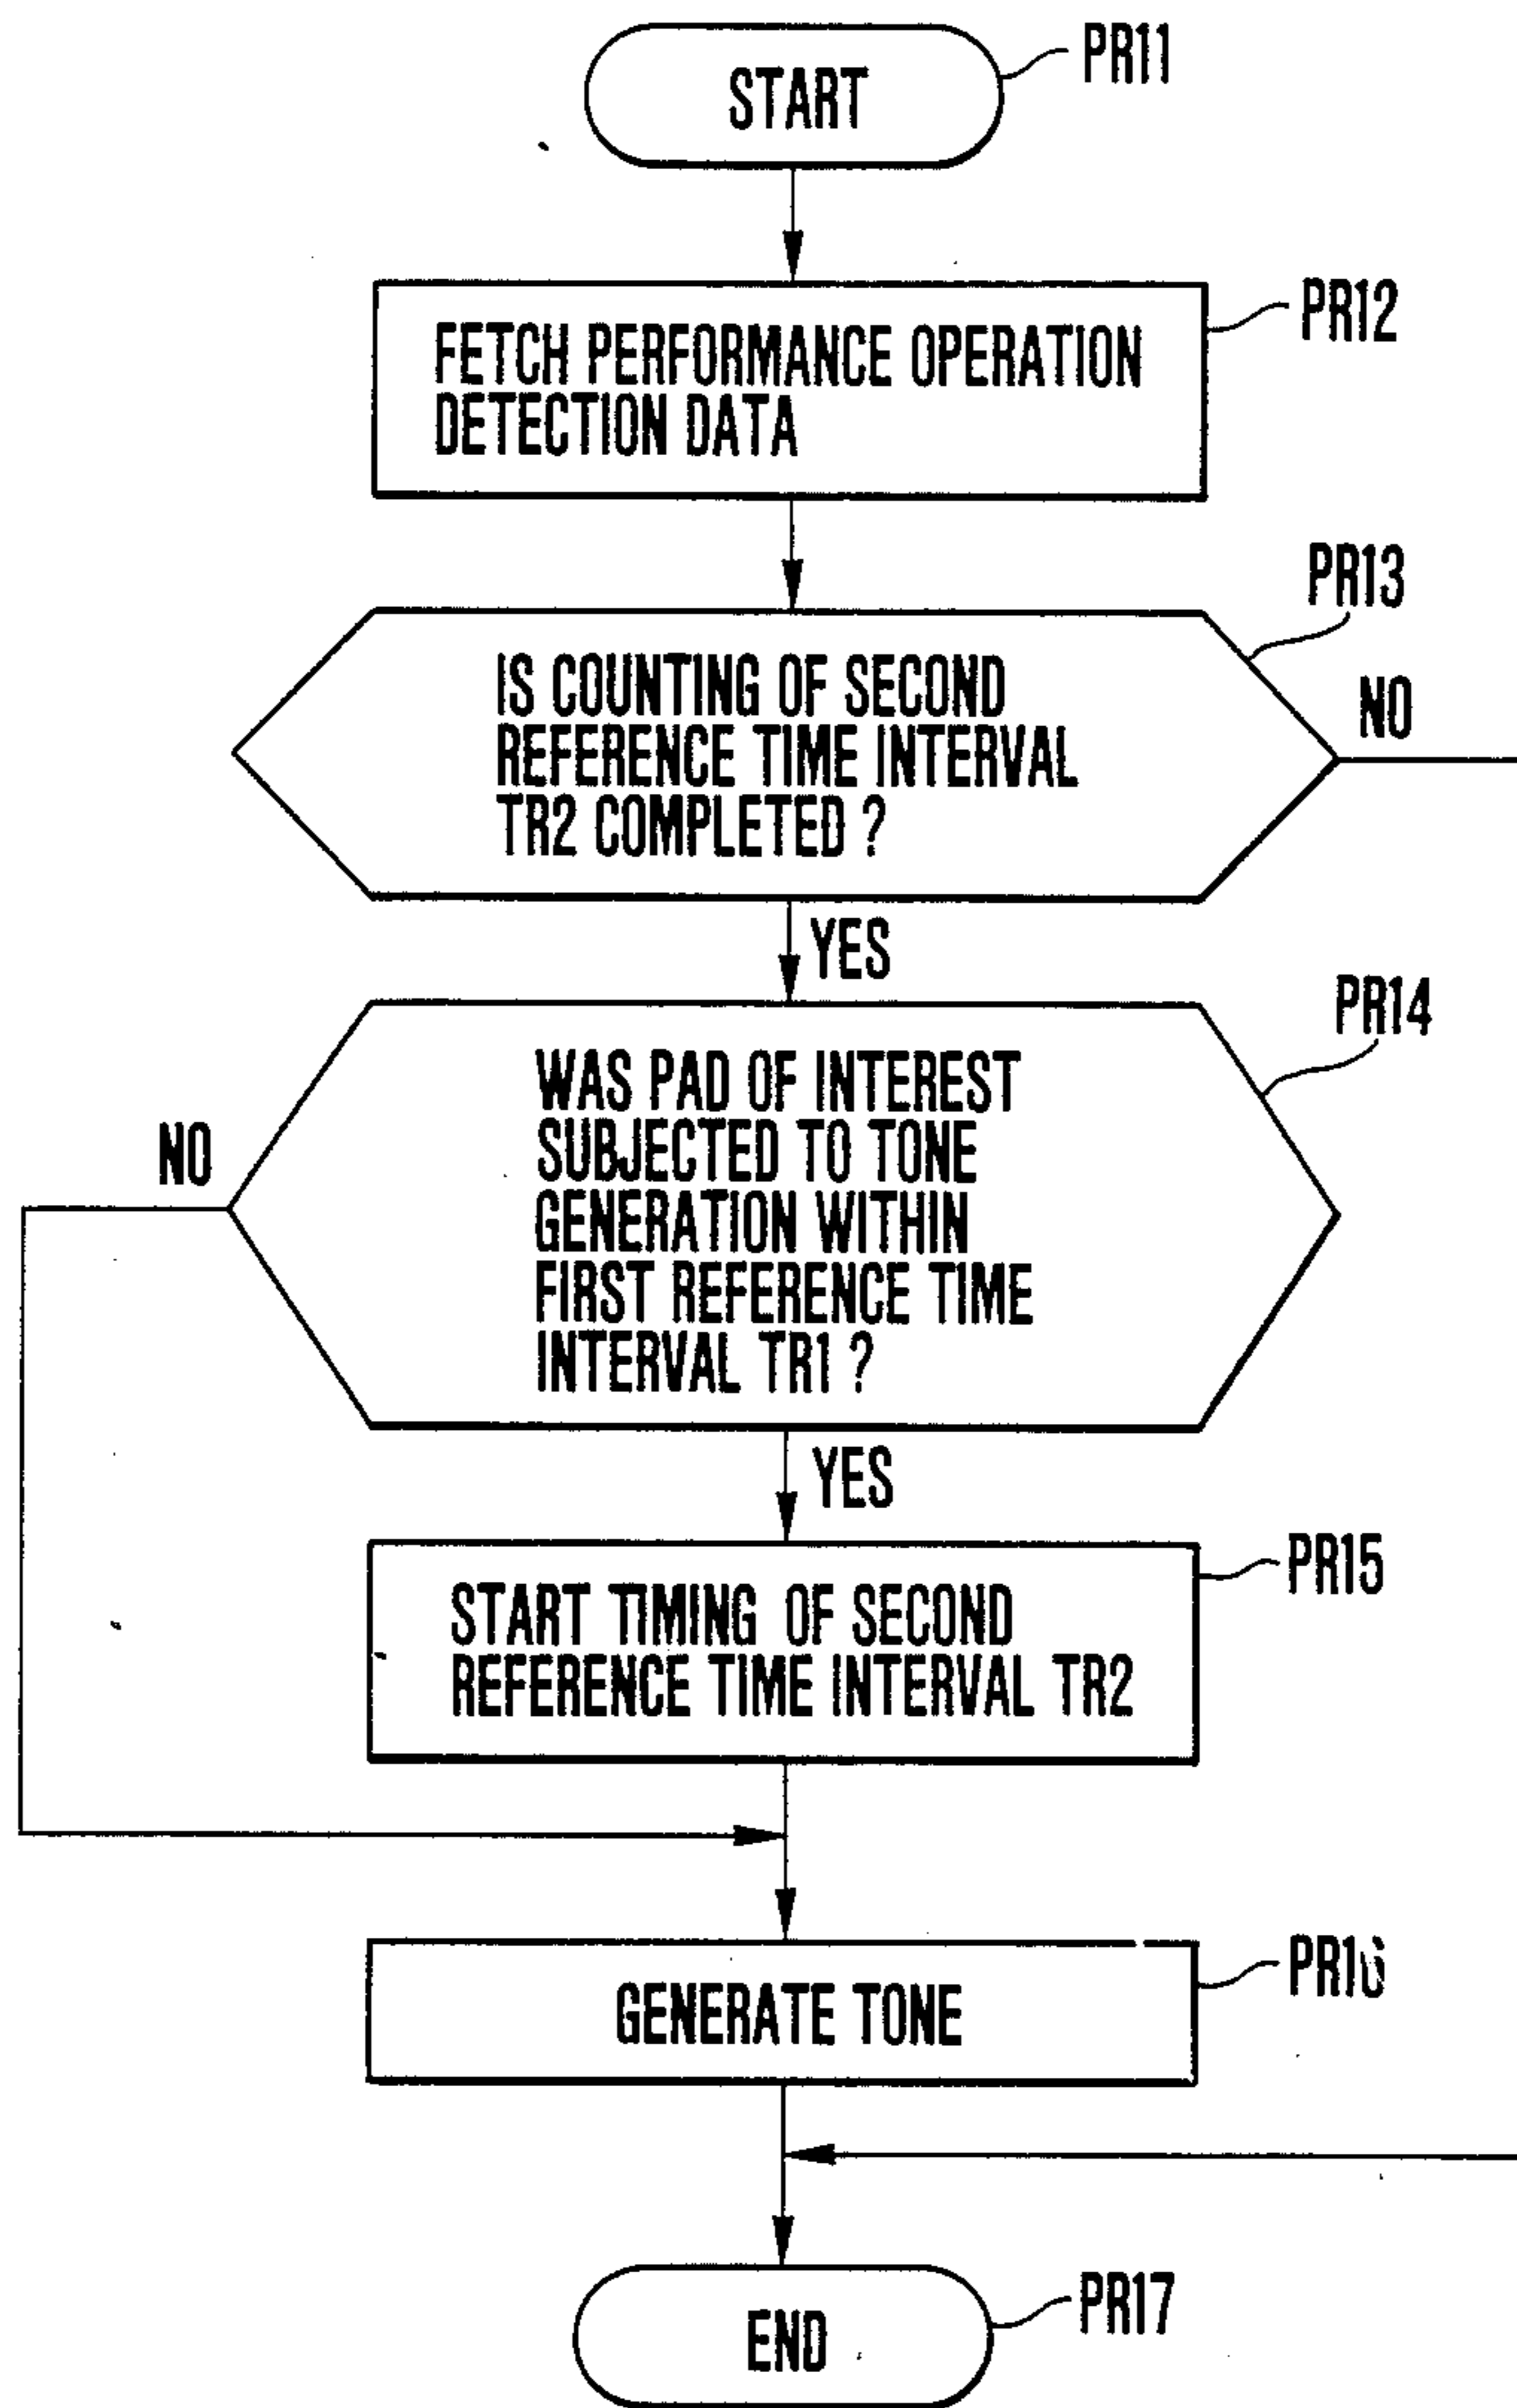 PR11
START
PR12
FETCH PERFORMANCE OPERATION
DETECTION DATA
PR13
IS COUNTING OF SECOND
REFERENCE TIME INTERVAL
TR2 COMPLETED ?
NO
YES
PR14
WAS PAD OF INTEREST
SUBJECTED TO TONE
GENERATION WITHIN
FIRST REFERENCE TIME
INTERVAL TR1 ?
NO
YES
PR15
START TIMING OF SECOND
REFERENCE TIME INTERVAL TR2
PR16
GENERATE TONE
PR17
END